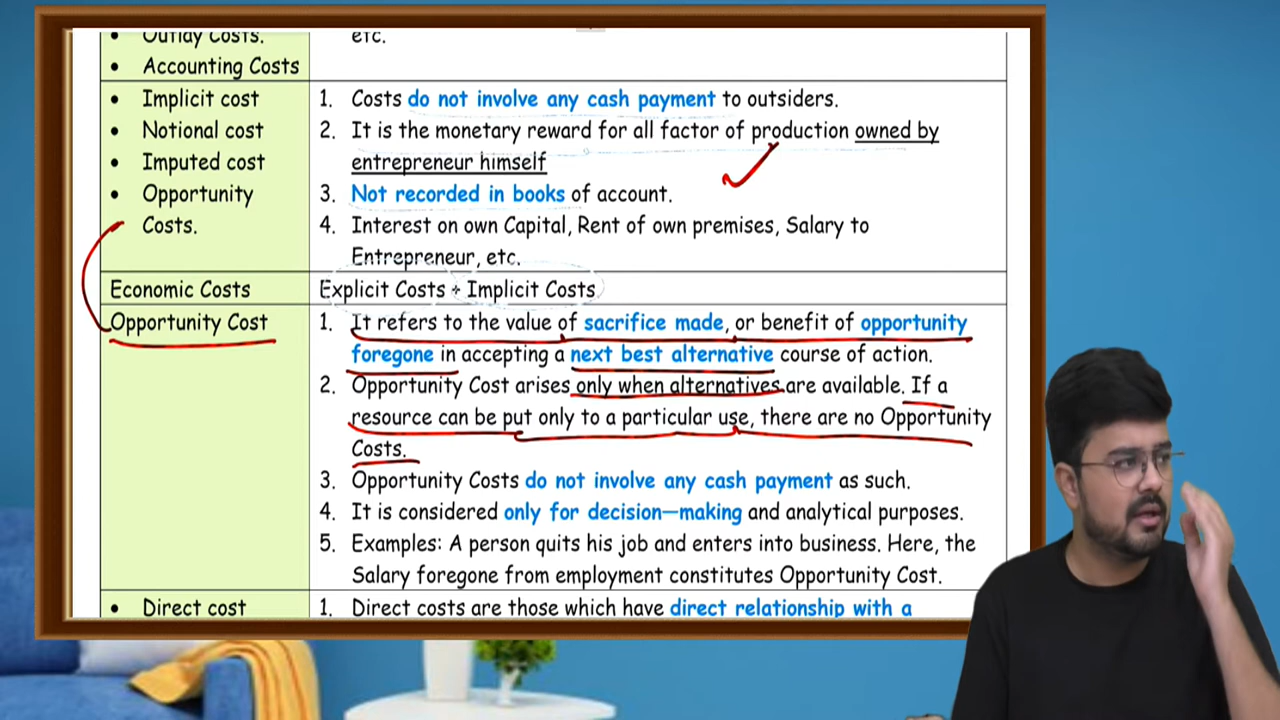 Outlay Costs.
etc.
Accounting Costs
Implicit cost
Notional cost
Imputed cost
Opportunity
Costs.
1. Costs do not involve any cash payment to outsiders.
2. It is the monetary reward for all factor of production owned by
entrepreneur himself
3. Not recorded in books of account.
4. Interest on own Capital, Rent of own premises, Salary to
Entrepreneur, etc.
Economic Costs
Explicit Costs + Implicit Costs
Opportunity Cost
1. It refers to the value of sacrifice made, or benefit of opportunity
foregone in accepting a next best alternative course of action.
2. Opportunity Cost arises only when alternatives are available. If a
resource can be put only to a particular use, there are no Opportunity
Costs.
3. Opportunity Costs do not involve any cash payment as such.
4. It is considered only for decision—making and analytical purposes.
5. Examples: A person quits his job and enters into business. Here, the
Salary foregone from employment constitutes Opportunity Cost.
Direct cost
1. Direct costs are those which have direct relationship with a